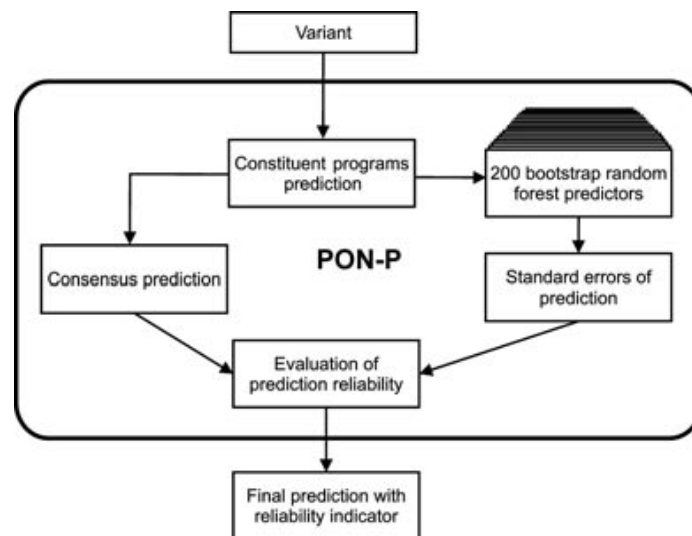 Variant
Constituent programs
prediction
200 bootstrap random
forest predictors
PON-P
Consensus prediction
Standard errors of
prediction
Evaluation of
prediction reliability
Final prediction with
reliability indicator